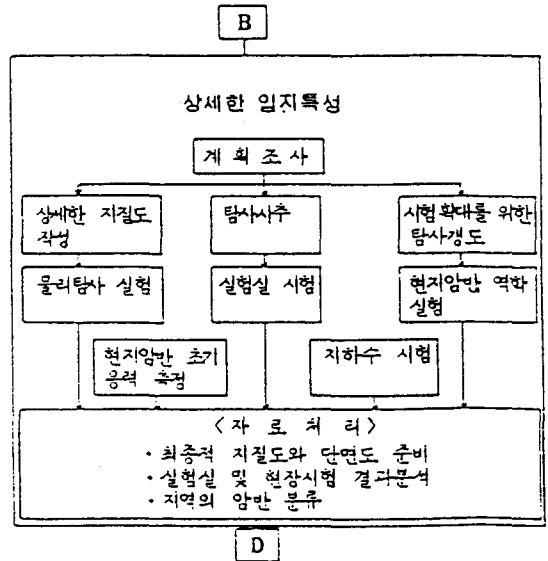 B
상세한 입지특성
계획조사
상세한 지질도
작성
탐사시추
시험확대를 위한
탐사갱도
물리탐사 실험
실험실 시험
현지암반 역학
실험
현지암반 초기
응력 측정
지하수 시험
〈자료처리〉
· 최종적 지질도와 단면도 준비
· 실험실 및 현장시험 결과분석
· 지역의 암반 분류
D